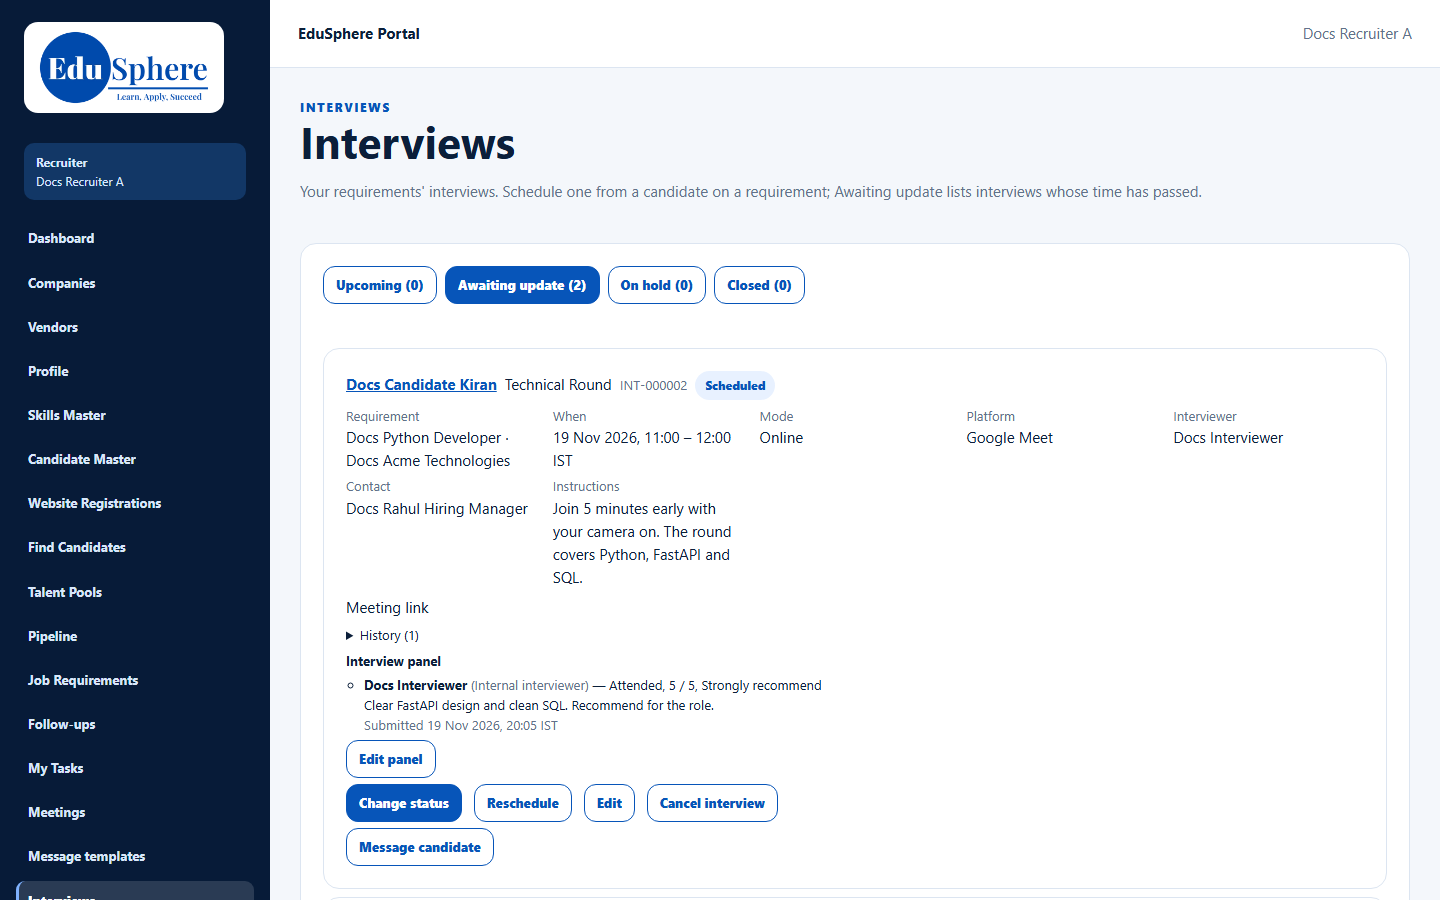 EduSphere
Learn. Apply, Succeed
Recruiter
Docs Recruiter A
Dashboard
Companies
Vendors
Profile
Skills Master
Candidate Master
Website Registrations
Find Candidates
Talent Pools
Pipeline
Job Requirements
Follow-ups
My Tasks
Meetings
Message templates
Interviews
EduSphere Portal
Docs Recruiter A
INTERVIEWS
Interviews
Your requirements' interviews. Schedule one from a candidate on a requirement; Awaiting update lists interviews whose time has passed.
Upcoming (0)
Awaiting update (2)
On hold (0)
Closed (0)
Docs Candidate Kiran Technical Round INT-000002 Scheduled
Requirement
Docs Python Developer ·
Docs Acme Technologies
When
19 Nov 2026, 11:00 – 12:00
IST
Mode
Online
Platform
Google Meet
Interviewer
Docs Interviewer
Contact
Docs Rahul Hiring Manager
Instructions
Join 5 minutes early with
your camera on. The round
covers Python, FastAPI and
SQL.
Meeting link
History (1)
Interview panel
Docs Interviewer (Internal interviewer) — Attended, 5 / 5, Strongly recommend
Clear FastAPI design and clean SQL. Recommend for the role.
Submitted 19 Nov 2026, 20:05 IST
Edit panel
Change status
Reschedule
Edit
Cancel interview
Message candidate